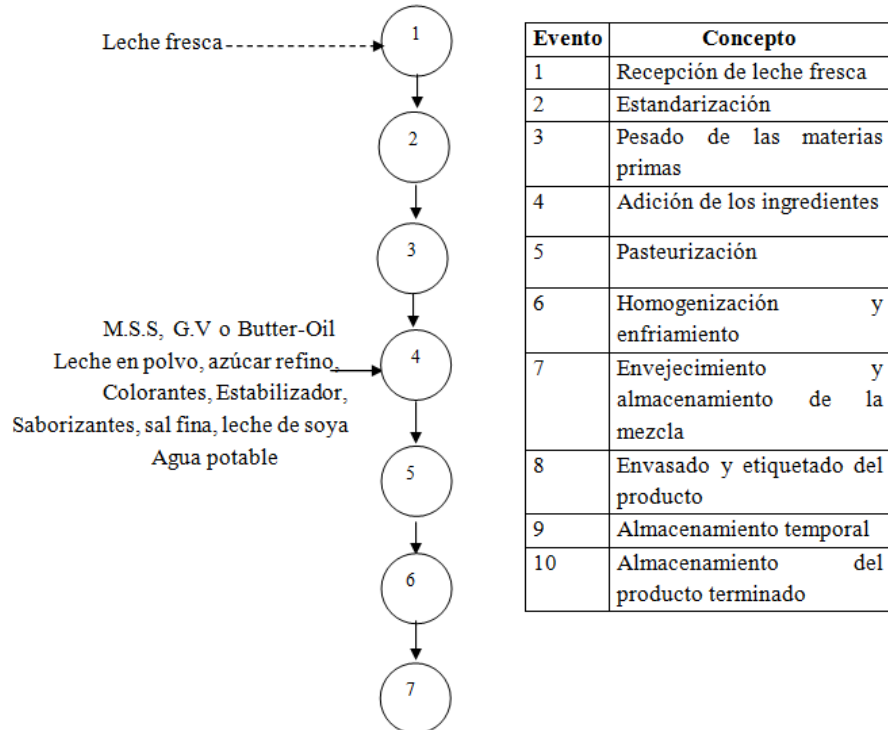 Leche fresca
1
2
3
M.S.S, G.V o Butter-Oil
Leche en polvo, azúcar refino,
Colorantes, Estabilizador,
Saborizantes, sal fina, leche de soya
Agua potable
4
5
6
7
Evento Concepto
1 Recepción de leche fresca
2 Estandarización
3 Pesado de las materias
primas
4 Adición de los ingredientes
5 Pasteurización
6 Homogenización y
enfriamiento
7 Envejecimiento y
almacenamiento de la
mezcla
8 Envasado y etiquetado del
producto
9 Almacenamiento temporal
10 Almacenamiento del
producto terminado